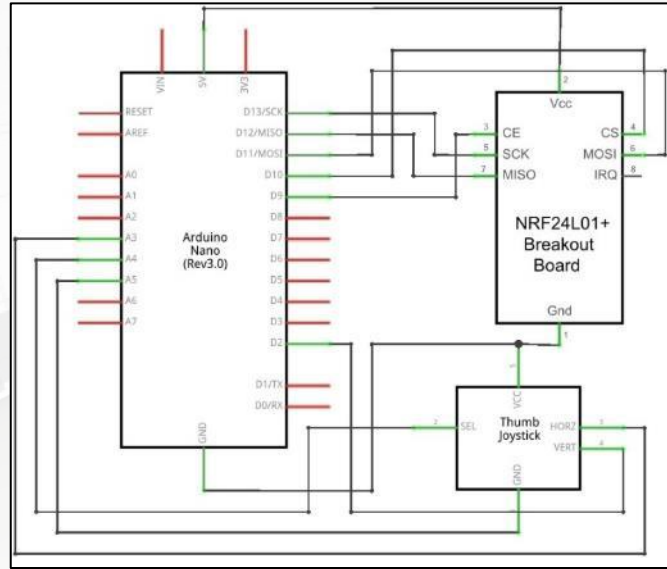 VIN
5V
3V3
RESET
AREF
A0
A1
A2
A3
A4
A5
A6
A7
Arduino
Nano
(Rev3.0)
D13/SCK
D12/MISO
D11/MOSI
D10
D9
D8
D7
D6
D5
D4
D3
D2
D1/TX
D0/RX
GND
2
Vcc
3 CE
5 SCK
7 MISO
CS 4
MOSI 6
IRQ 8
NRF24L01+
Breakout
Board
Gnd
1
VCC
2 SEL
Thumb
Joystick
HORZ
VERT 4
GND